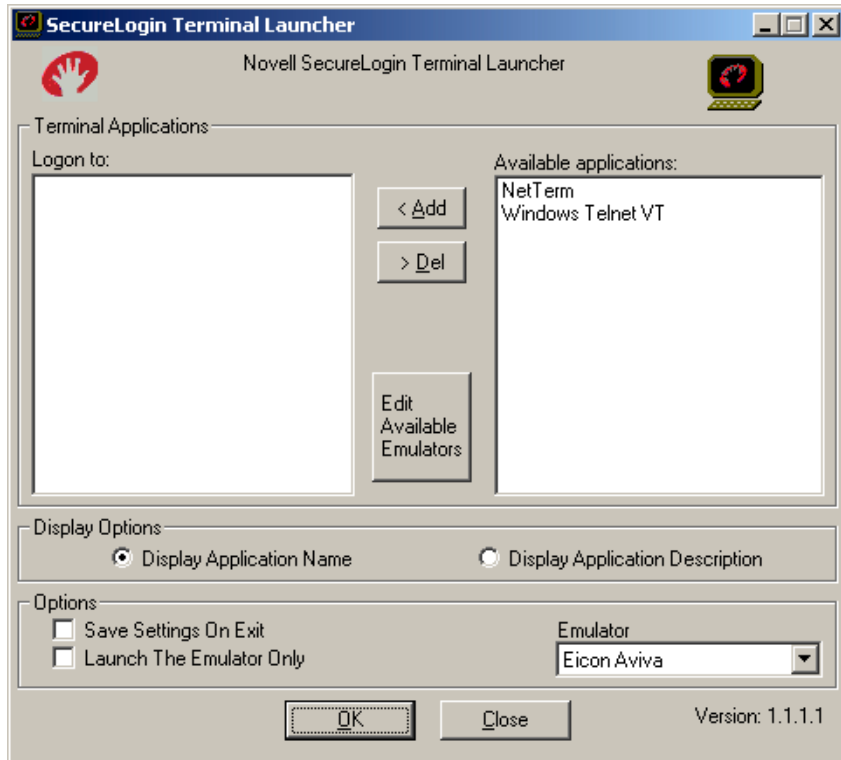 SecureLogin Terminal Launcher
Novell SecureLogin Terminal Launcher
Terminal Applications
Logon to:
Available applications:
< Add
> Del
NetTerm
Windows Telnet VT
Edit
Available
Emulators
Display Options
Display Application Name
Display Application Description
Options
Save Settings On Exit
Launch The Emulator Only
Emulator
Eicon Aviva
OK
Close
Version: 1.1.1.1